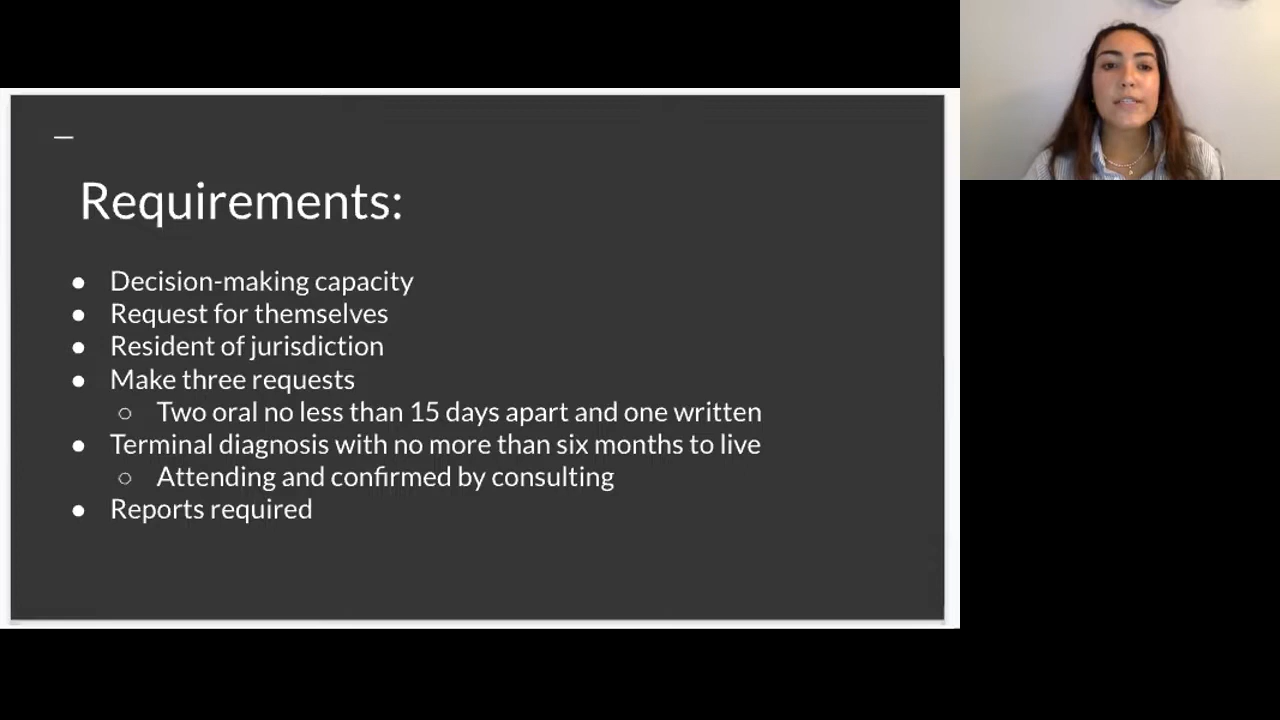 Requirements:
● Decision-making capacity
● Request for themselves
● Resident of jurisdiction
● Make three requests
○ Two oral no less than 15 days apart and one written
● Terminal diagnosis with no more than six months to live
○ Attending and confirmed by consulting
● Reports required